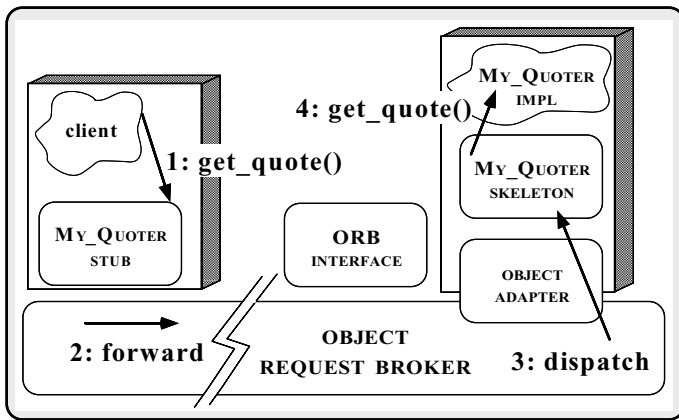 client
1: get_quote()
MY_QUOTER
STUB
2: forward
ORB
INTERFACE
OBJECT
REQUEST BROKER
MY_QUOTER
IMPL
4: get_quote()
MY_QUOTER
SKELETON
OBJECT
ADAPTER
3: dispatch